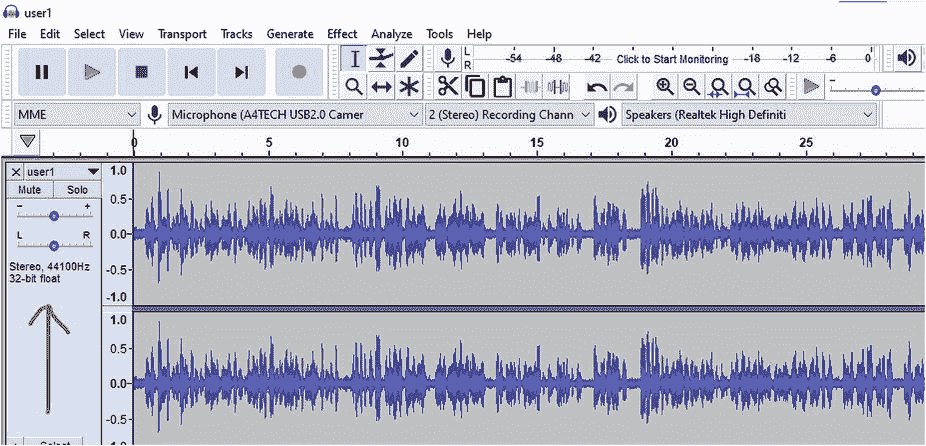 user1
File Edit Select View Transport Tracks Generate Effect Analyze Tools Help
L
R
-54 -48 -42 Click to Start Monitoring -18 -12 -6 0
MME Microphone (A4TECH USB2.0 Camer 2 (Stereo) Recording Chann Speakers (Realtek High Definiti
0 5 10 15 20 25
user1
Mute Solo
- +
L R
Stereo, 44100Hz
32-bit float
1.0
0.5
0.0
-0.5
-1.0
1.0
0.5
0.0
-0.5
-1.0
Select